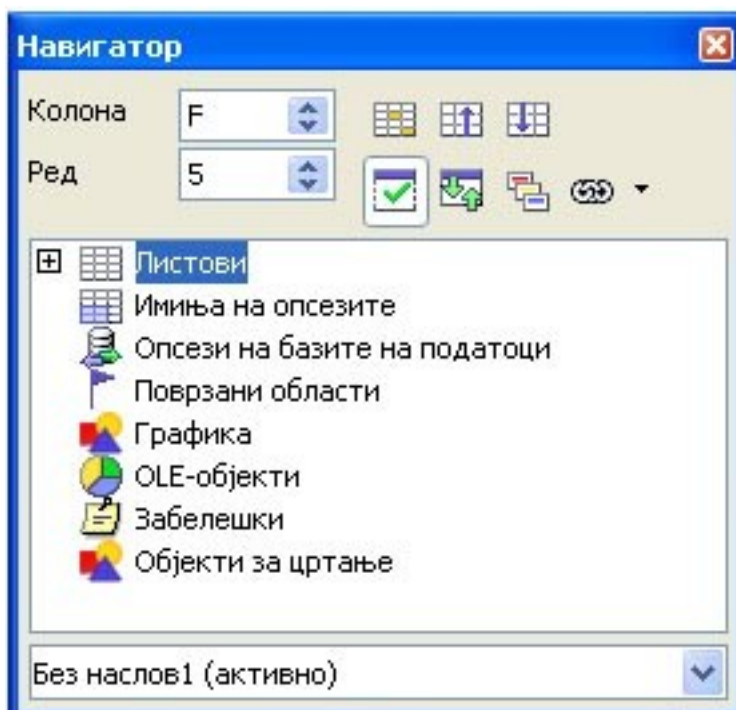 Навигатор
Колона F
Ред 5
Листови
Имиња на опсезите
Опсези на базите на податоци
Поврзани области
Графика
OLE-објекти
Забелешки
Објекти за цртање
Без наслов1 (активно)